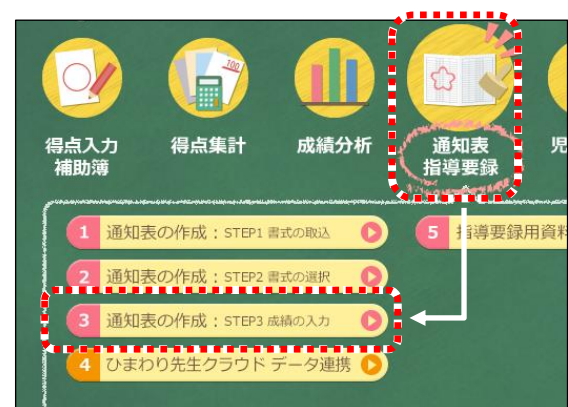 100
得点入力
補助簿
得点集計
成績分析
通知表
指導要録
児
1 通知表の作成：STEP1 書式の取込
5 指導要録用資料
2 通知表の作成：STEP2 書式の選択
3 通知表の作成：STEP3 成績の入力
4 ひまわり先生クラウド データ連携